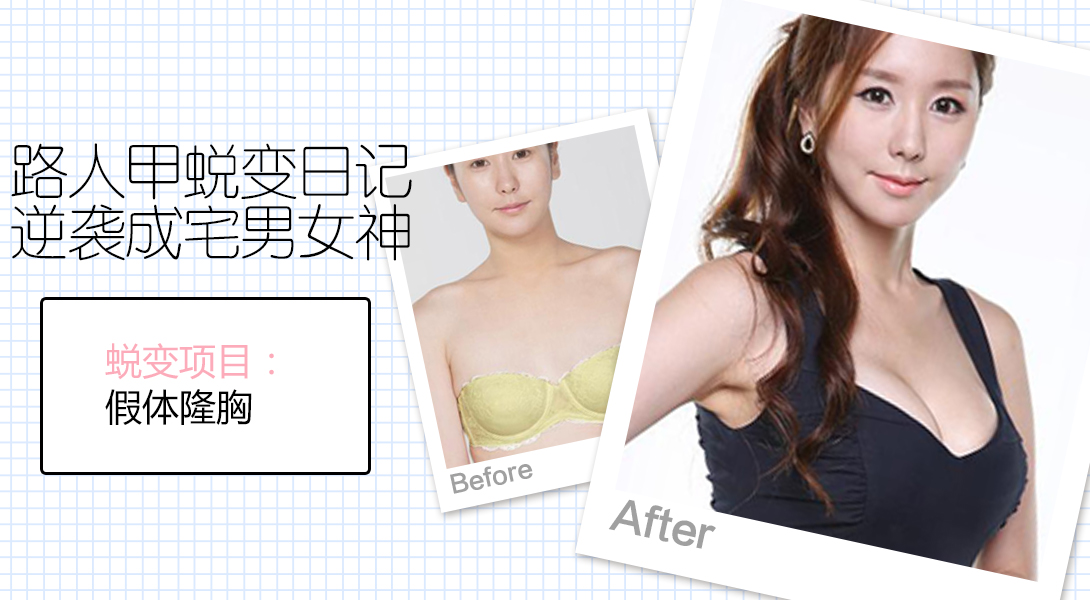 路人甲蜕变日记
逆袭成宅男女神
蜕变项目：
假体隆胸
Before
After